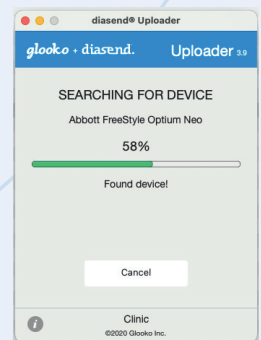 diasend® Uploader
glooko + diasend. Uploader 3.9
SEARCHING FOR DEVICE
Abbott FreeStyle Optium Neo
58%
Found device!
Cancel
Clinic
©2020 Glooko Inc.